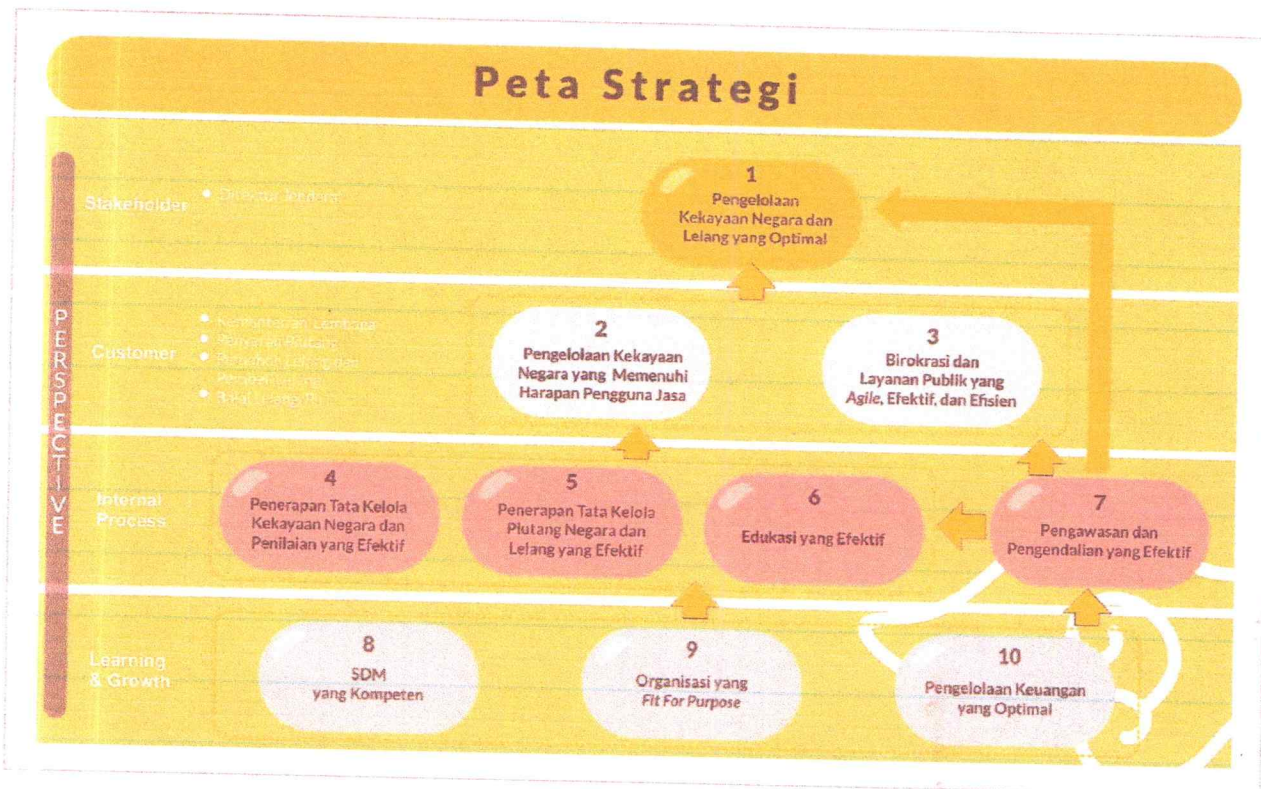 Peta Strategi
PERSPECTIVE
Stakeholder
Direktur Jenderal
1
Pengelolaan
Kekayaan Negara dan
Lelang yang Optimal
Customer
2
Pengelolaan Kekayaan
Negara yang Memenuhi
Harapan Pengguna Jasa
3
Birokrasi dan
Layanan Publik yang
Agile, Efektif, dan Efisien
Internal
Process
4
Penerapan Tata Kelola
Kekayaan Negara dan
Penilaian yang Efektif
5
Penerapan Tata Kelola
Piutang Negara dan
Lelang yang Efektif
6
Edukasi yang Efektif
7
Pengawasan dan
Pengendalian yang Efektif
Learning
& Growth
8
SDM
yang Kompeten
9
Organisasi yang
Fit For Purpose
10
Pengelolaan Keuangan
yang Optimal